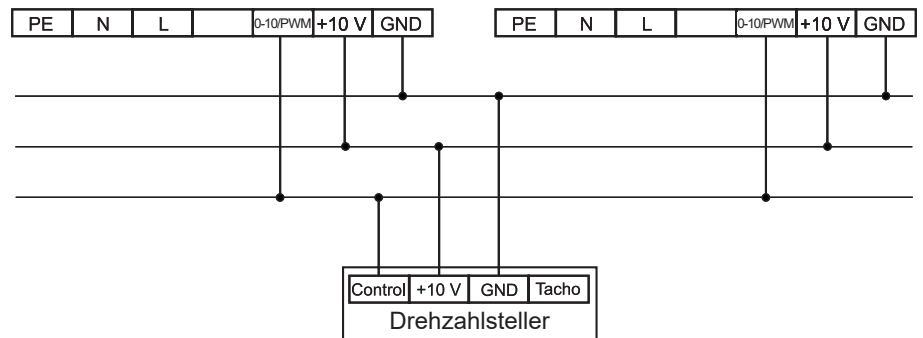 PE N L 0-10/PWM +10 V GND PE N L 0-10/PWM +10 V GND
Control +10 V GND Tacho
Drehzahlsteller